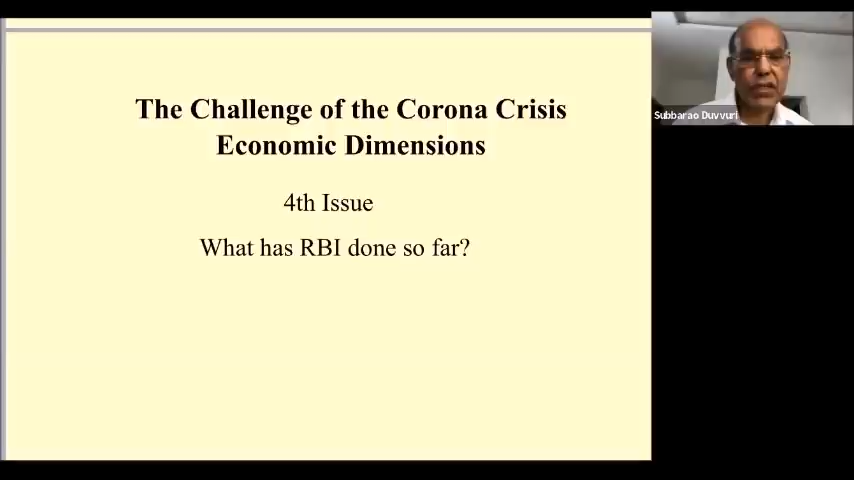 The Challenge of the Corona Crisis
Economic Dimensions
4th Issue
What has RBI done so far?
Subbarao Duvvuri